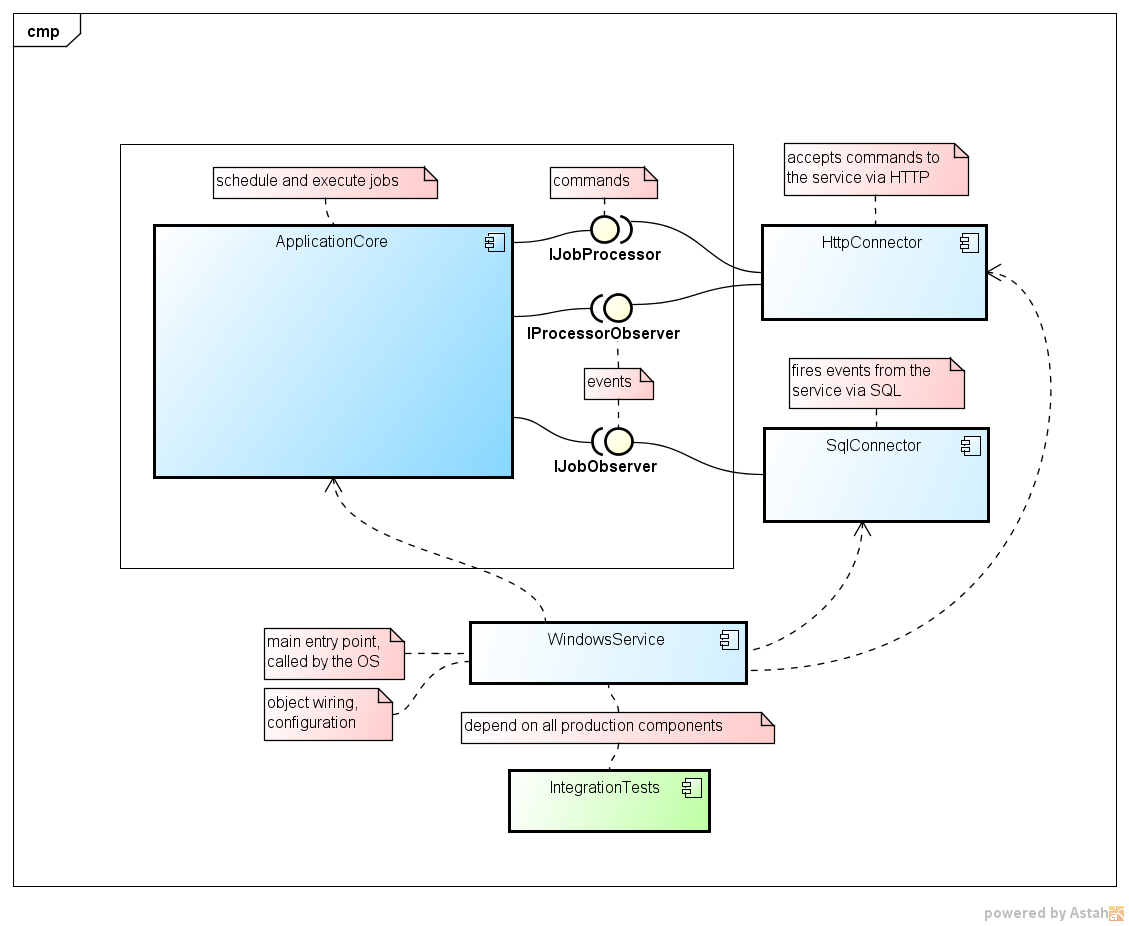 cmp
schedule and execute jobs
commands
accepts commands to
the service via HTTP
ApplicationCore
IJobProcessor
HttpConnector
IProcessorObserver
events
fires events from the
service via SQL
IJobObserver
SqlConnector
WindowsService
main entry point,
called by the OS
object wiring,
configuration
depend on all production components
IntegrationTests
powered by Astah